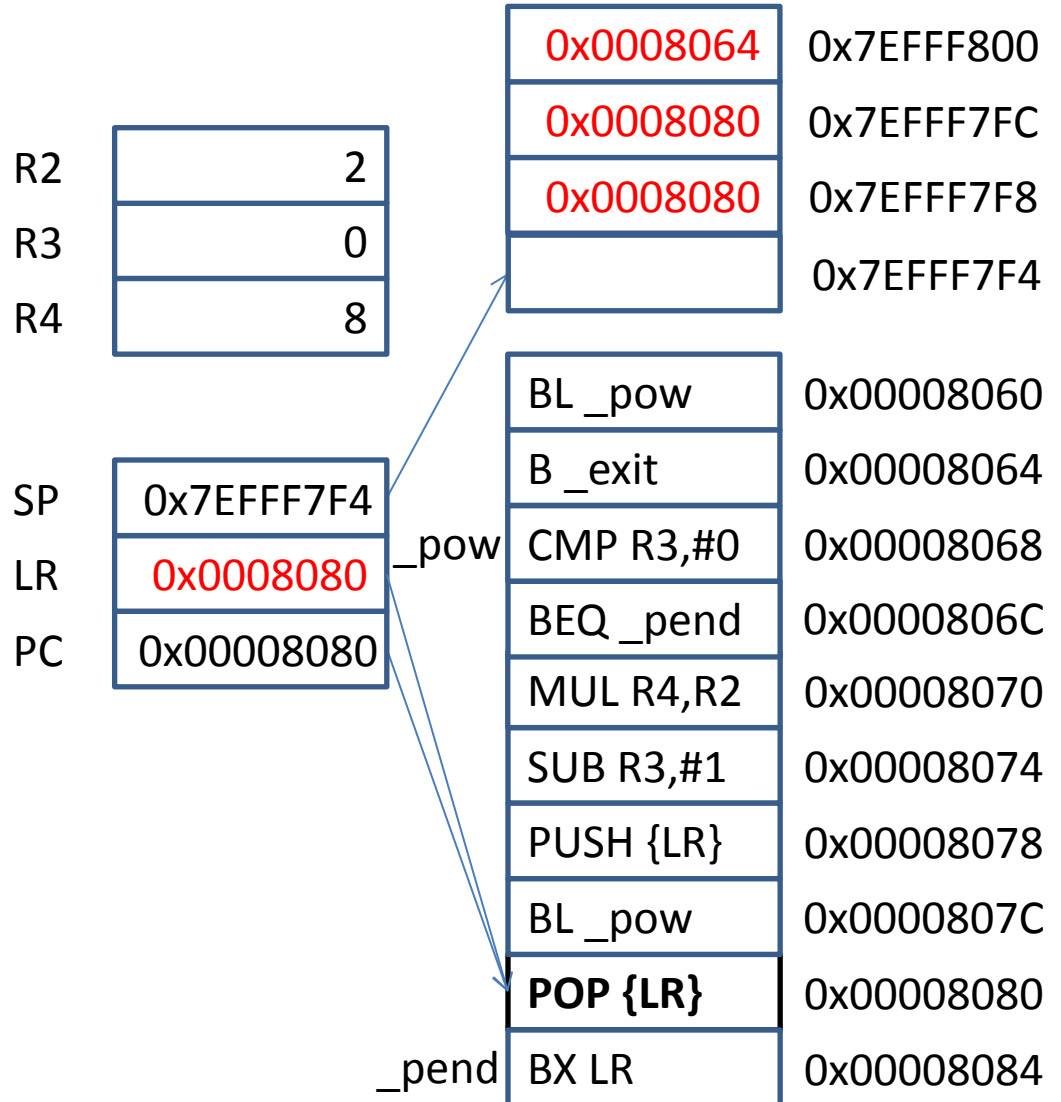 0x0008064 0x7EFFF800
0x0008080 0x7EFFF7FC
R2 2 0x0008080 0x7EFFF7F8
R3 0 0x7EFFF7F4
R4 8
BL _pow 0x00008060
SP 0x7EFFF7F4 B _exit 0x00008064
LR 0x0008080 _pow CMP R3,#0 0x00008068
PC 0x00008080 BEQ _pend 0x0000806C
MUL R4,R2 0x00008070
SUB R3,#1 0x00008074
PUSH {LR} 0x00008078
BL _pow 0x0000807C
POP {LR} 0x00008080
_pend BX LR 0x00008084